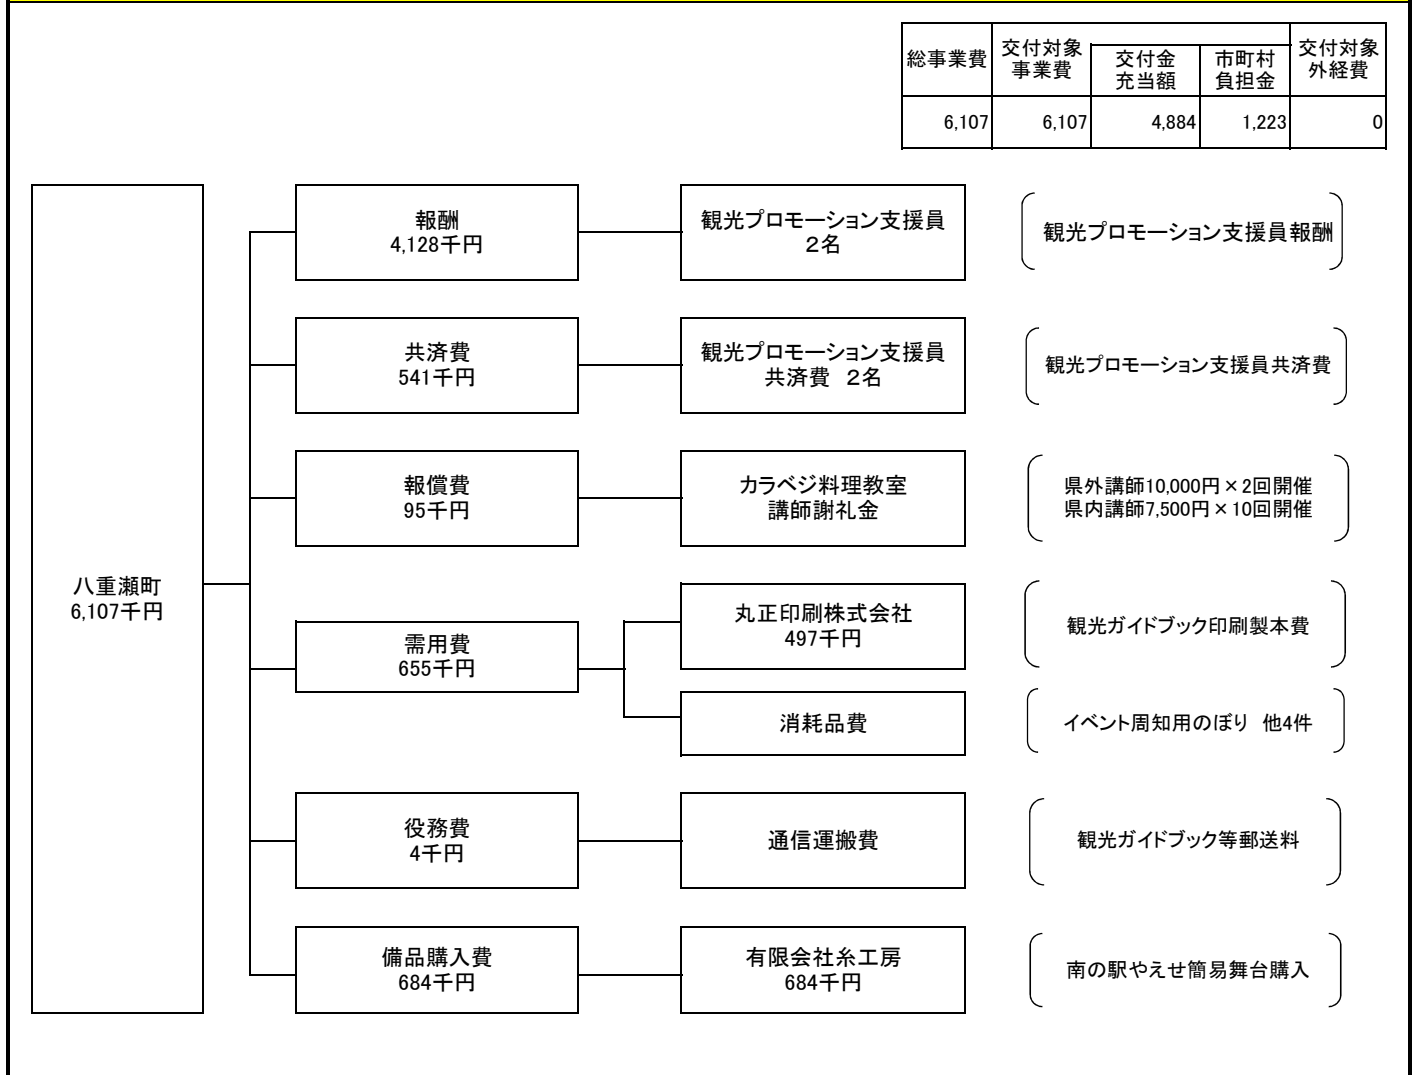 総事業費
交付対象
事業費
交付金
充当額
市町村
負担金
交付対象
外経費
6,107
6,107
4,884
1,223
0
八重瀬町
6,107千円
報酬
4,128千円
観光プロモーション支援員
２名
観光プロモーション支援員報酬
共済費
541千円
観光プロモーション支援員
共済費　２名
観光プロモーション支援員共済費
報償費
95千円
カラベジ料理教室
講師謝礼金
県外講師10,000円×2回開催
県内講師7,500円×10回開催
需用費
655千円
丸正印刷株式会社
497千円
観光ガイドブック印刷製本費
消耗品費
イベント周知用のぼり　他4件
役務費
4千円
通信運搬費
観光ガイドブック等郵送料
備品購入費
684千円
有限会社糸工房
684千円
南の駅やえせ簡易舞台購入